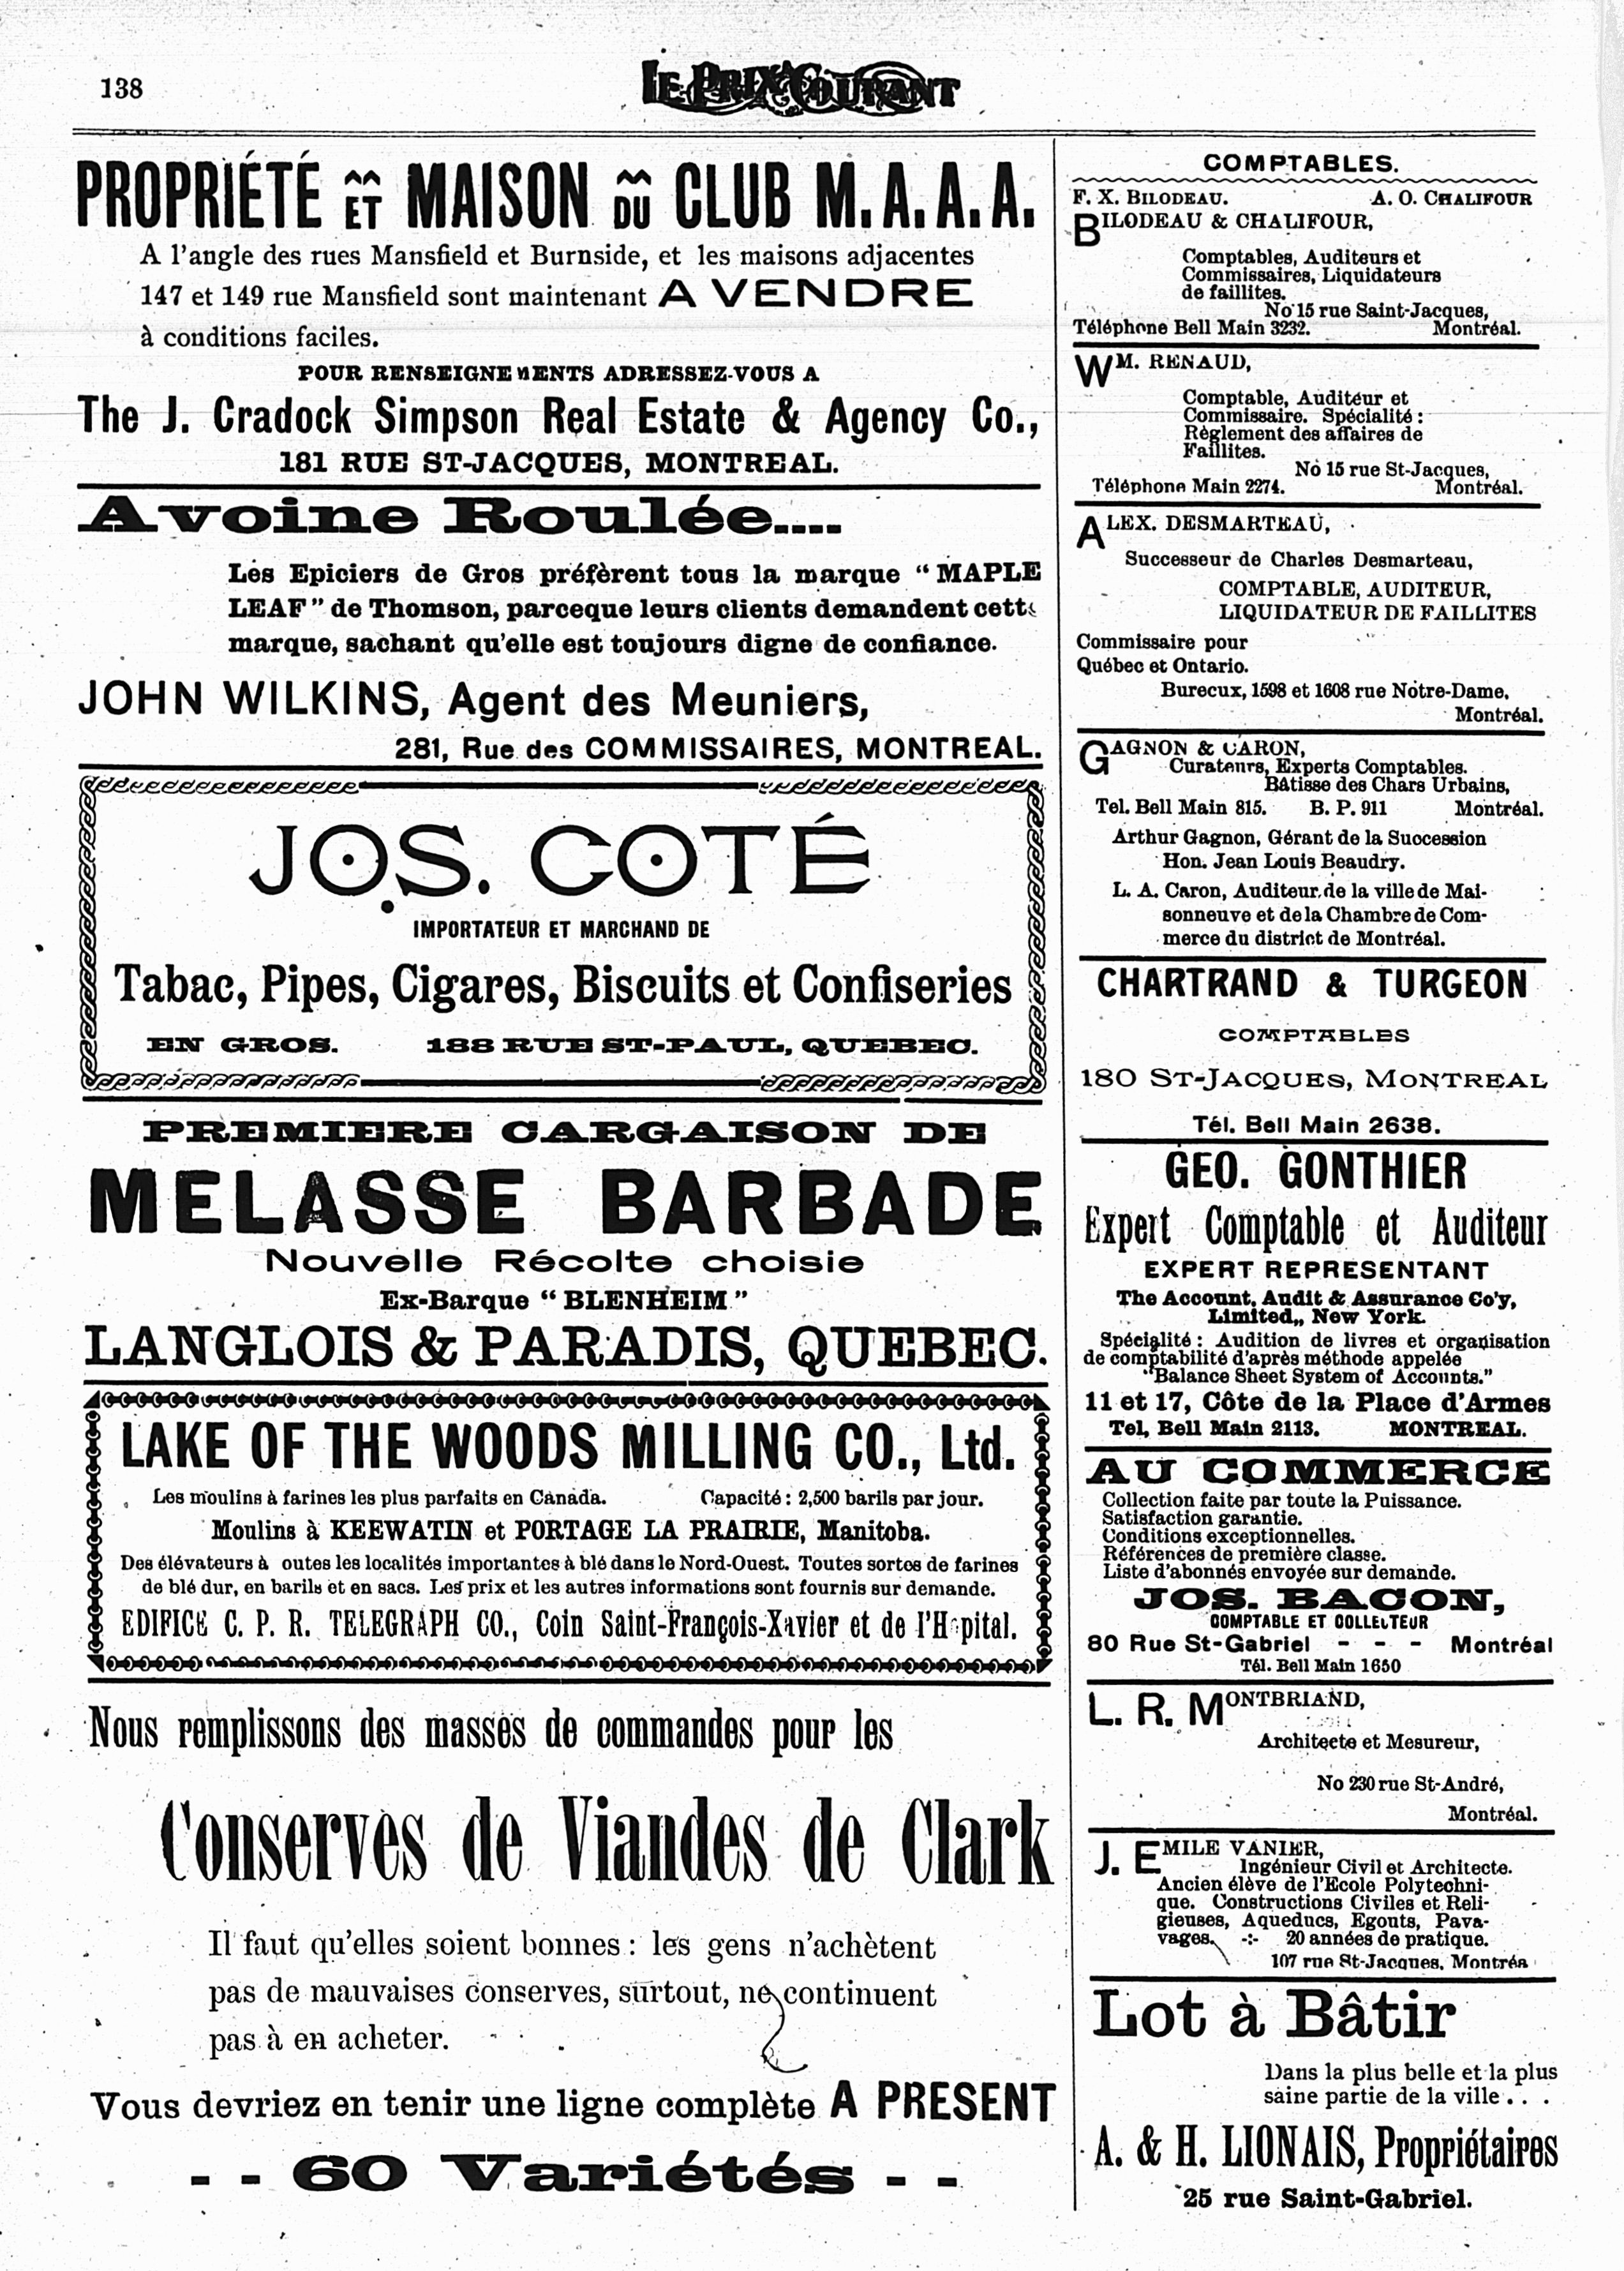 138
LE PRIX COURANT
PROPRIÉTÉ ET MAISON DU CLUB M.A.A.A.
A l'angle des rues Mansfield et Burnside, et les maisons adjacentes
147 et 149 rue Mansfield sont maintenant A VENDRE
à conditions faciles.
POUR RENSEIGNEMENTS ADRESSEZ-VOUS A
The J. Cradock Simpson Real Estate & Agency Co.,
181 RUE ST-JACQUES, MONTREAL.
Avoine Roulée....
Les Epiciers de Gros préfèrent tous la marque "MAPLE
LEAF" de Thomson, parceque leurs clients demandent cette
marque, sachant qu'elle est toujours digne de confiance.
JOHN WILKINS, Agent des Meuniers,
281, Rue des COMMISSAIRES, MONTREAL.
JOS. COTÉ
IMPORTATEUR ET MARCHAND DE
Tabac, Pipes, Cigares, Biscuits et Confiseries
EN GROS. 188 RUE ST-PAUL, QUEBEC.
PREMIERE CARGAISON DE
MELASSE BARBADE
Nouvelle Récolte choisie
Ex-Barque "BLENHEIM"
LANGLOIS & PARADIS, QUEBEC.
LAKE OF THE WOODS MILLING CO., Ltd.
Les moulins à farines les plus parfaits en Canada. Capacité: 2,500 barils par jour.
Moulins à KEEWATIN et PORTAGE LA PRAIRIE, Manitoba.
Des élévateurs à outes les localités importantes à blé dans le Nord-Ouest. Toutes sortes de farines
de blé dur, en barils et en sacs. Les prix et les autres informations sont fournis sur demande.
EDIFICE C. P. R. TELEGRAPH CO., Coin Saint-François-Xavier et de l'H pital.
Nous remplissons des masses de commandes pour les
Conserves de Viandes de Clark
Il faut qu'elles soient bonnes: les gens n'achètent
pas de mauvaises conserves, surtout, ne continuent
pas à en acheter.
Vous devriez en tenir une ligne complète A PRESENT
- - 60 Variétés - -
COMPTABLES.
F. X. BILODEAU. A. O. CHALIFOUR
BILODEAU & CHALIFOUR,
Comptables, Auditeurs et
Commissaires, Liquidateurs
de faillites.
No 15 rue Saint-Jacques,
Téléphone Bell Main 3232. Montréal.
WM. RENAUD,
Comptable, Auditeur et
Commissaire. Spécialité:
Règlement des affaires de
Faillites.
No 15 rue St-Jacques,
Téléphone Main 2274. Montréal.
ALEX. DESMARTEAU,
Successeur de Charles Desmarteau,
COMPTABLE, AUDITEUR,
LIQUIDATEUR DE FAILLITES
Commissaire pour
Québec et Ontario.
Burecux, 1598 et 1608 rue Notre-Dame,
Montréal.
GAGNON & CARON,
Curateurs, Experts Comptables.
Bâtisse des Chars Urbains,
Tel. Bell Main 815. B. P. 911 Montréal.
Arthur Gagnon, Gérant de la Succession
Hon. Jean Louis Beaudry.
L. A. Caron, Auditeur de la ville de Mai-
sonneuve et de la Chambre de Com-
merce du district de Montréal.
CHARTRAND & TURGEON
COMPTABLES
180 ST-JACQUES, MONTREAL
Tél. Bell Main 2638.
GEO. GONTHIER
Expert Comptable et Auditeur
EXPERT REPRESENTANT
The Account, Audit & Assurance Co'y,
Limited,, New York.
Spécialité: Audition de livres et organisation
de comptabilité d'après méthode appelée
"Balance Sheet System of Accounts."
11 et 17, Côte de la Place d'Armes
Tel, Bell Main 2113. MONTREAL.
AU COMMERCE
Collection faite par toute la Puissance.
Satisfaction garantie.
Conditions exceptionnelles.
Références de première classe.
Liste d'abonnés envoyée sur demande.
JOS. BACON,
COMPTABLE ET COLLECTEUR
80 Rue St-Gabriel - - - Montréal
Tél. Bell Main 1650
L. R. MONTBRIAND,
Architecte et Mesureur,
No 230 rue St-André,
Montréal.
J. EMILE VANIER,
Ingénieur Civil et Architecte.
Ancien élève de l'Ecole Polytechni-
que. Constructions Civiles et Reli-
gieuses, Aqueducs, Egouts, Pava-
vages. -:- 20 années de pratique.
107 rue St-Jacques, Montréa
Lot à Bâtir
Dans la plus belle et la plus
saine partie de la ville . . .
A. & H. LIONAIS, Propriétaires
25 rue Saint-Gabriel.